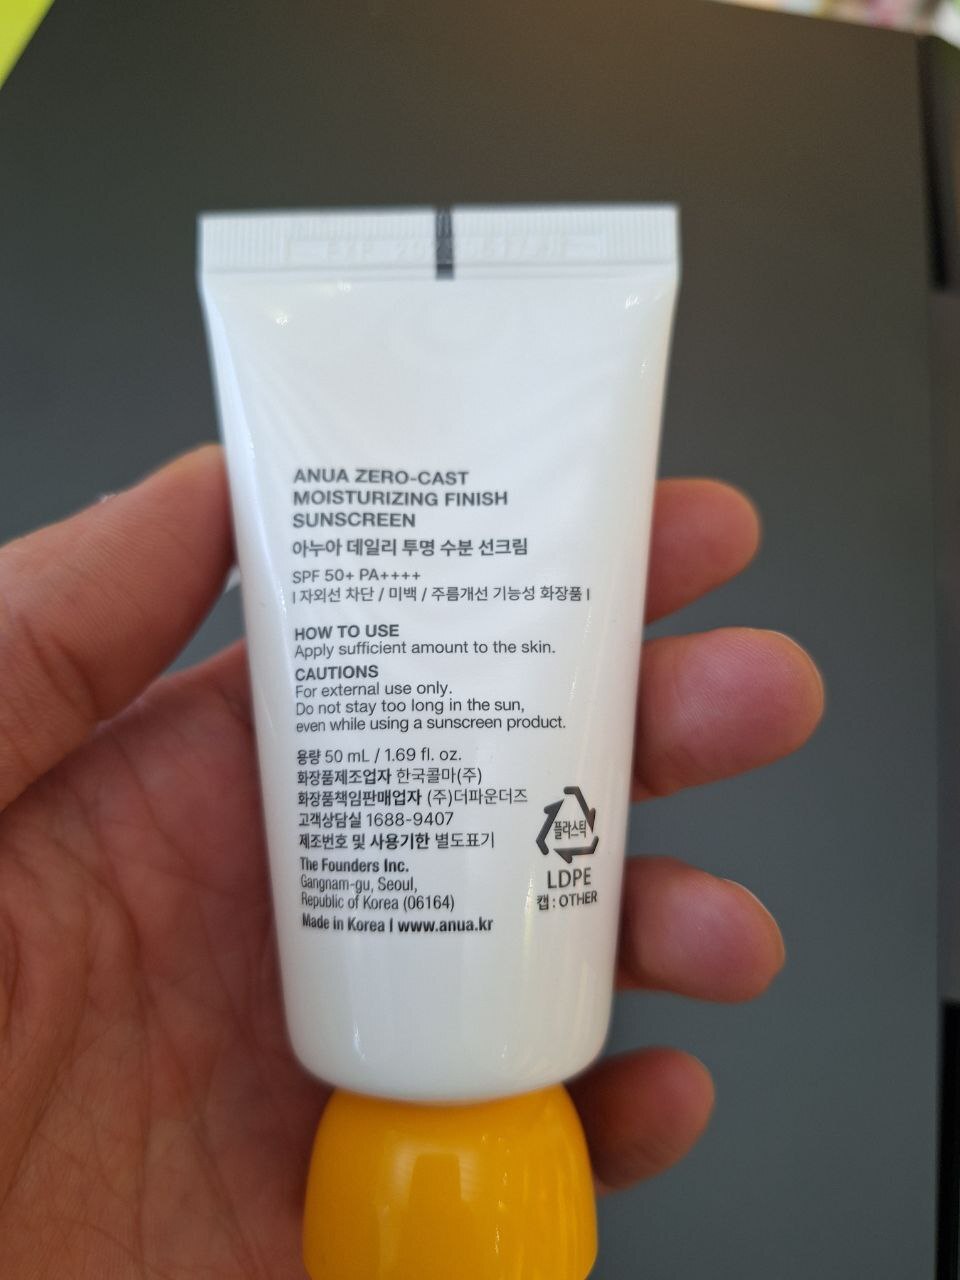 EXP
ANUA ZERO-CAST
MOISTURIZING FINISH
SUNSCREEN
아누아 데일리 투명 수분 선크림
SPF 50+ PA++++
I 자외선 차단 / 미백 / 주름개선 기능성 화장품 I
HOW TO USE
Apply sufficient amount to the skin.
CAUTIONS
For external use only.
Do not stay too long in the sun,
even while using a sunscreen product.
용량 50 mL / 1.69 fl. oz.
화장품제조업자 한국콜마(주)
화장품책임판매업자 (주)더파운더즈
고객상담실 1688-9407
제조번호 및 사용기한 별도표기
The Founders Inc.
Gangnam-gu, Seoul,
Republic of Korea (06164)
Made in Korea I www.anua.kr
플라스틱
LDPE
캡 : OTHER